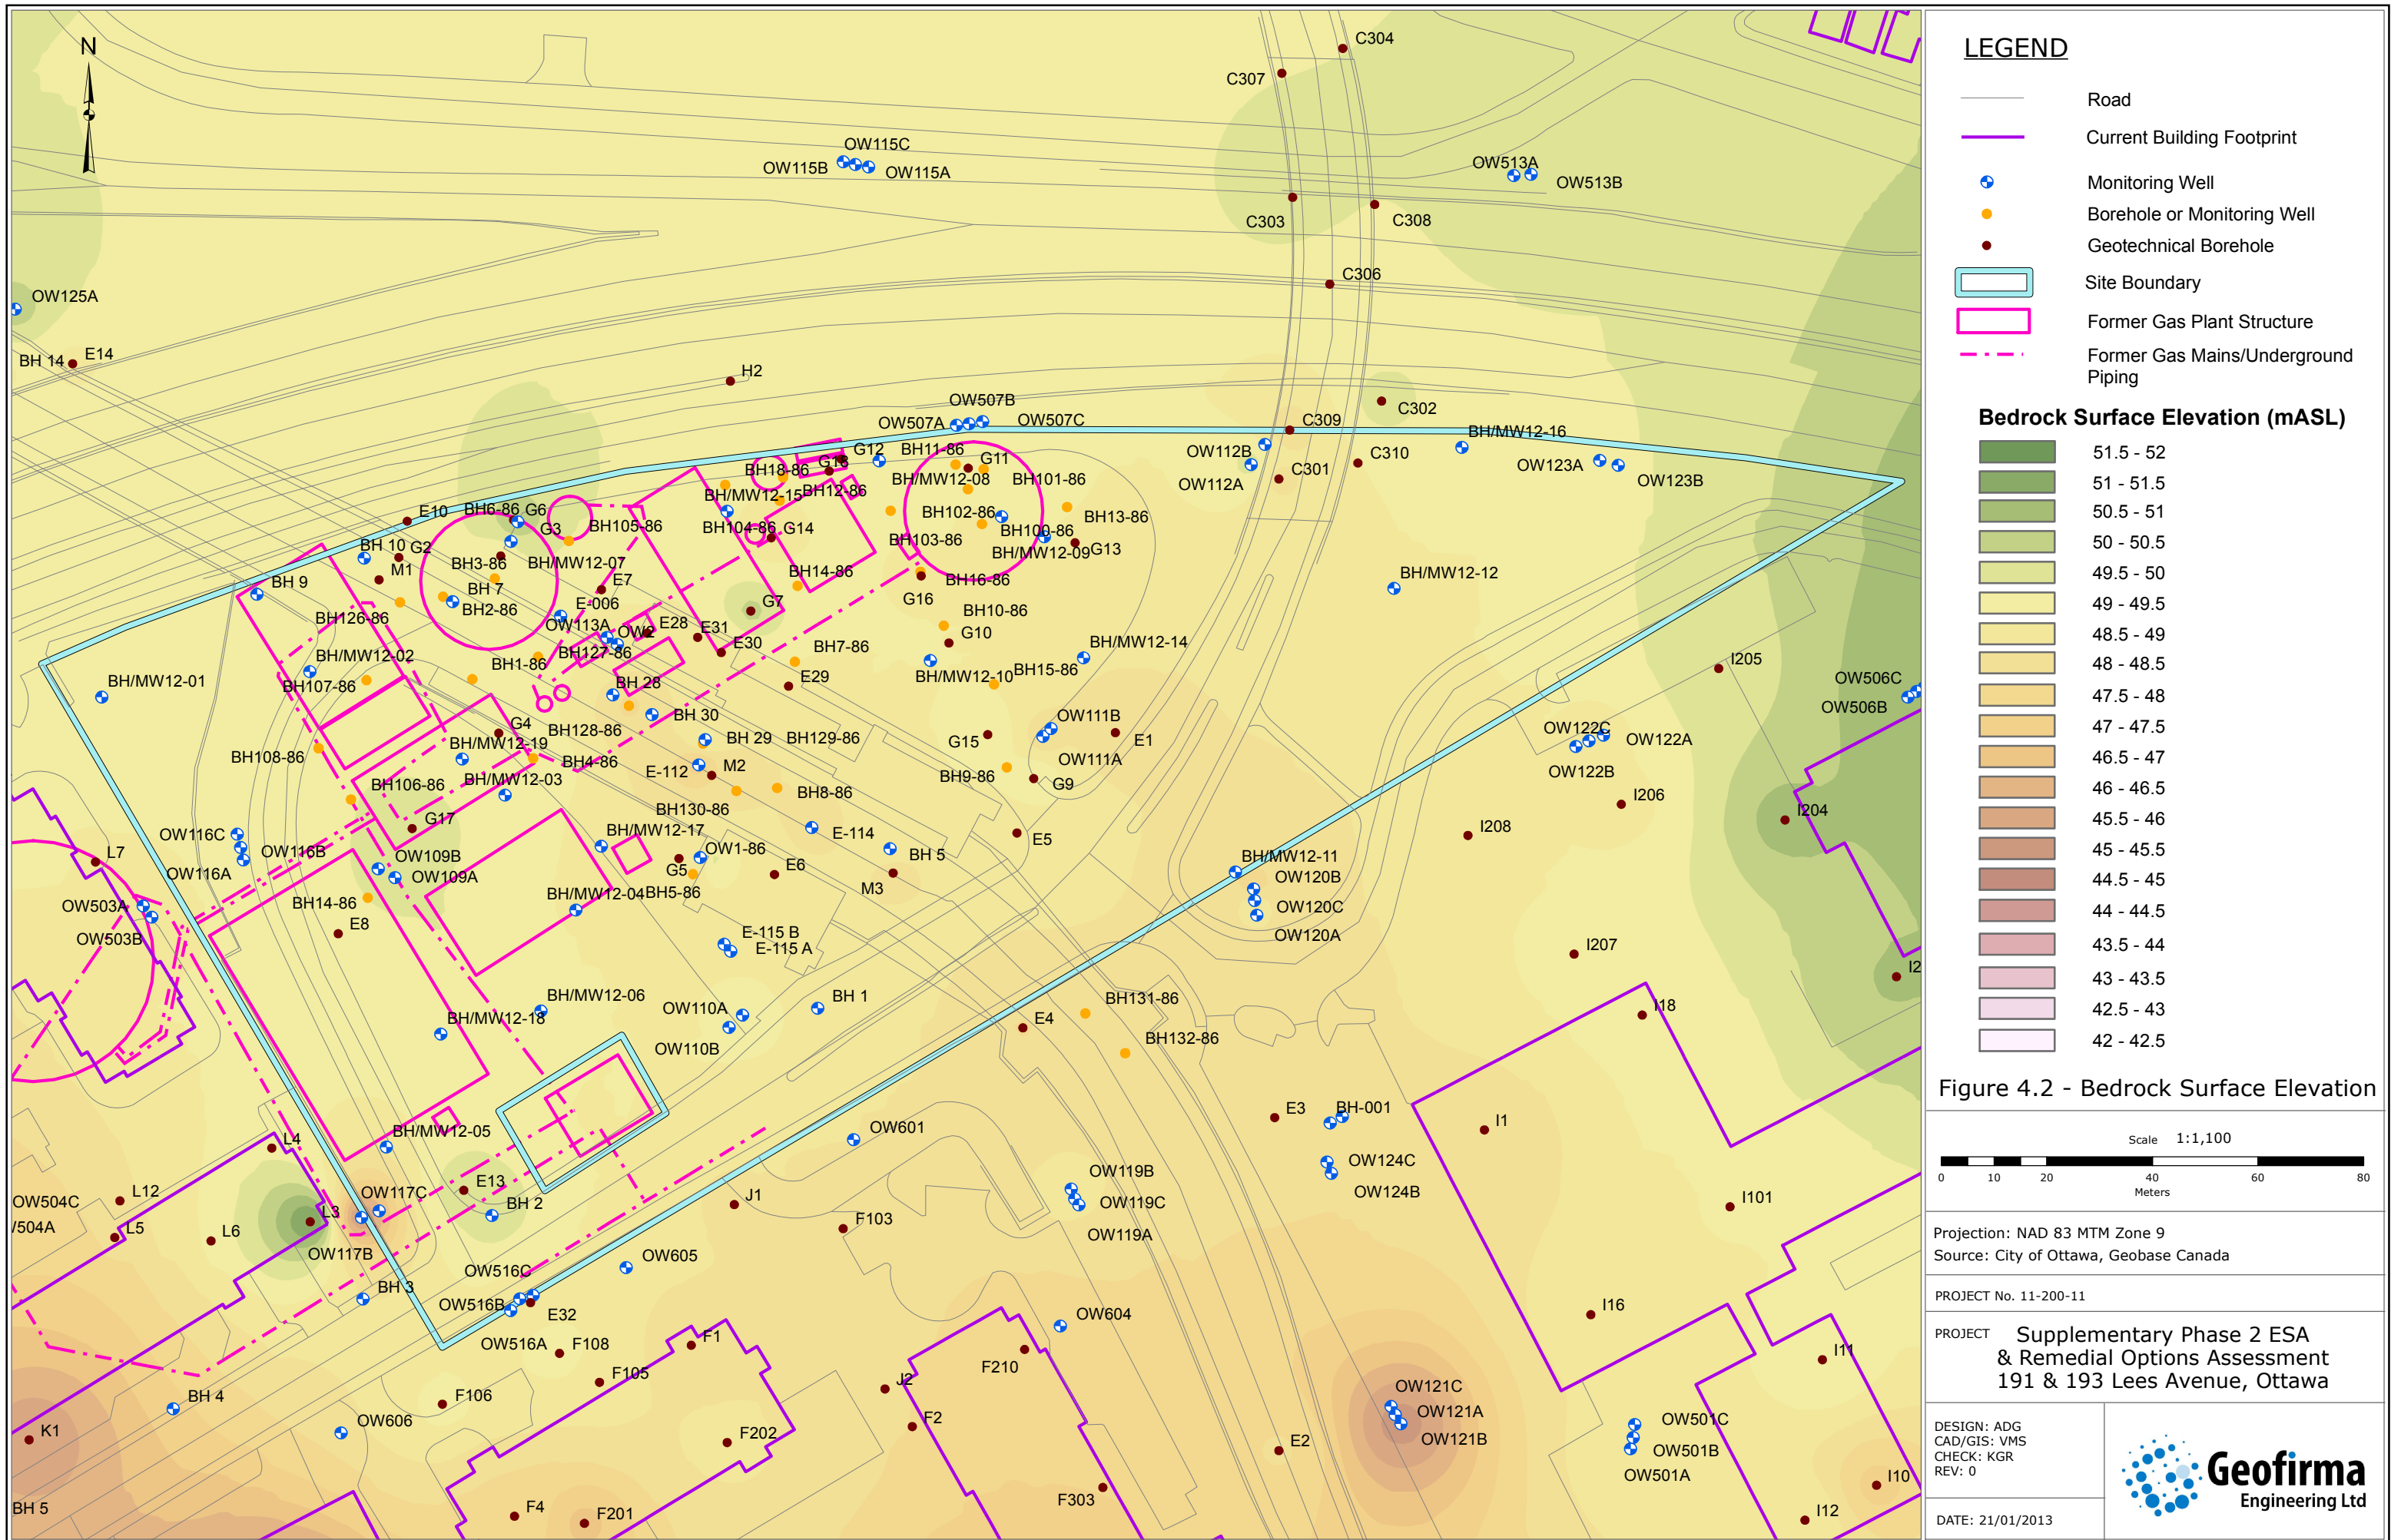 N
C304
C307
OW115C
OW115B
OW115A
OW513A
OW513B
C303
C308
C306
OW125A
BH 14
E14
H2
C302
OW507B
OW507A
OW507C
C309
BH/MW12-16
OW112B
OW112A
C301
C310
OW123A
OW123B
G12
BH11-86
G11
BH18-86
G18
BH/MW12-08
BH101-86
BH/MW12-15
BH12-86
E10
BH6-86
G6
G3
BH105-86
BH104-86
G14
BH102-86
BH100-86
BH13-86
BH103-86
BH/MW12-09
G13
BH 10
G2
M1
BH3-86
BH/MW12-07
BH 9
BH 7
E7
BH14-86
BH16-86
BH/MW12-12
BH126-86
BH2-86
E-006
G7
G16
BH10-86
OW113A
OW2
E28
E31
E30
G10
BH127-86
BH/MW12-14
I205
BH/MW12-02
BH1-86
BH7-86
BH/MW12-01
BH107-86
BH 28
E29
BH/MW12-10
BH15-86
OW506C
OW506B
BH 30
OW111B
G4
BH128-86
BH 29
BH129-86
G15
E1
OW122C
OW122A
BH108-86
BH/MW12-19
BH4-86
E-112
M2
OW111A
OW122B
BH106-86
BH/MW12-03
BH9-86
G9
BH8-86
I206
BH130-86
I204
G17
BH/MW12-17
E-114
E5
I208
OW116C
OW116B
OW116A
L7
OW109B
OW109A
OW1-86
G5
E6
BH 5
M3
BH/MW12-11
OW120B
BH14-86
BH/MW12-04
BH5-86
OW120C
OW503A
E8
OW120A
OW503B
E-115 B
E-115 A
I207
I2
BH/MW12-06
OW110A
BH 1
BH131-86
I18
BH/MW12-18
E4
OW110B
BH132-86
E3
BH-001
I1
OW601
L4
BH/MW12-05
OW124C
OW119B
OW124B
OW504C
L12
OW117C
E13
J1
OW119C
I101
/504A
L5
L6
L3
BH 2
F103
OW119A
OW117B
OW605
OW516C
BH 3
OW516B
E32
I16
OW516A
OW604
F108
F1
F210
I11
F105
J2
BH 4
F106
OW121C
OW121A
F2
OW606
OW501C
K1
F202
OW121B
E2
OW501B
OW501A
F303
I10
BH 5
F4
F201
I12
LEGEND
Road
Current Building Footprint
Monitoring Well
Borehole or Monitoring Well
Geotechnical Borehole
Site Boundary
Former Gas Plant Structure
Former Gas Mains/Underground
Piping
Bedrock Surface Elevation (mASL)
51.5 - 52
51 - 51.5
50.5 - 51
50 - 50.5
49.5 - 50
49 - 49.5
48.5 - 49
48 - 48.5
47.5 - 48
47 - 47.5
46.5 - 47
46 - 46.5
45.5 - 46
45 - 45.5
44.5 - 45
44 - 44.5
43.5 - 44
43 - 43.5
42.5 - 43
42 - 42.5
Figure 4.2 - Bedrock Surface Elevation
Scale 1:1,100
0 10 20 40 60 80
Meters
Projection: NAD 83 MTM Zone 9
Source: City of Ottawa, Geobase Canada
PROJECT No. 11-200-11
PROJECT Supplementary Phase 2 ESA
& Remedial Options Assessment
191 & 193 Lees Avenue, Ottawa
DESIGN: ADG
CAD/GIS: VMS
CHECK: KGR
REV: 0
DATE: 21/01/2013
Geofirma
Engineering Ltd